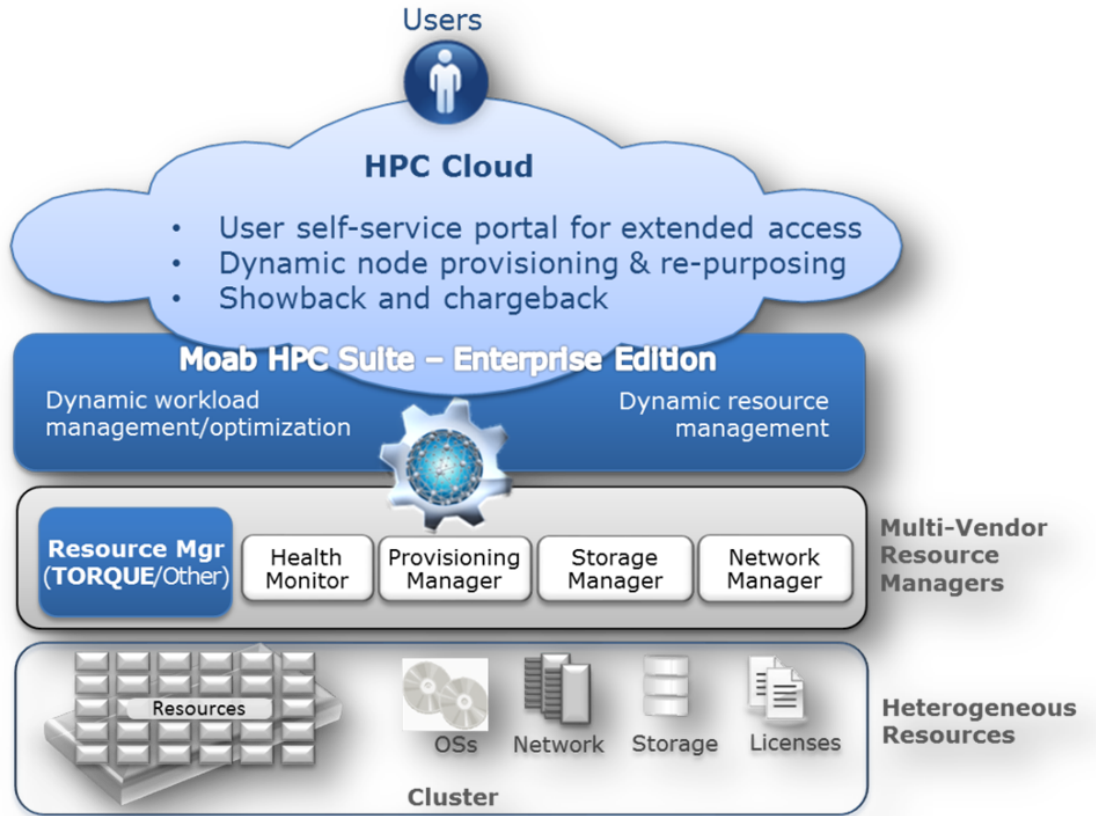 Users
HPC Cloud
• User self-service portal for extended access
• Dynamic node provisioning & re-purposing
• Showback and chargeback
Moab HPC Suite – Enterprise Edition
Dynamic workload
management/optimization
Dynamic resource
management
Resource Mgr
(TORQUE/Other)
Health
Monitor
Provisioning
Manager
Storage
Manager
Network
Manager
Multi-Vendor
Resource
Managers
Resources
OSs
Network
Storage
Licenses
Cluster
Heterogeneous
Resources